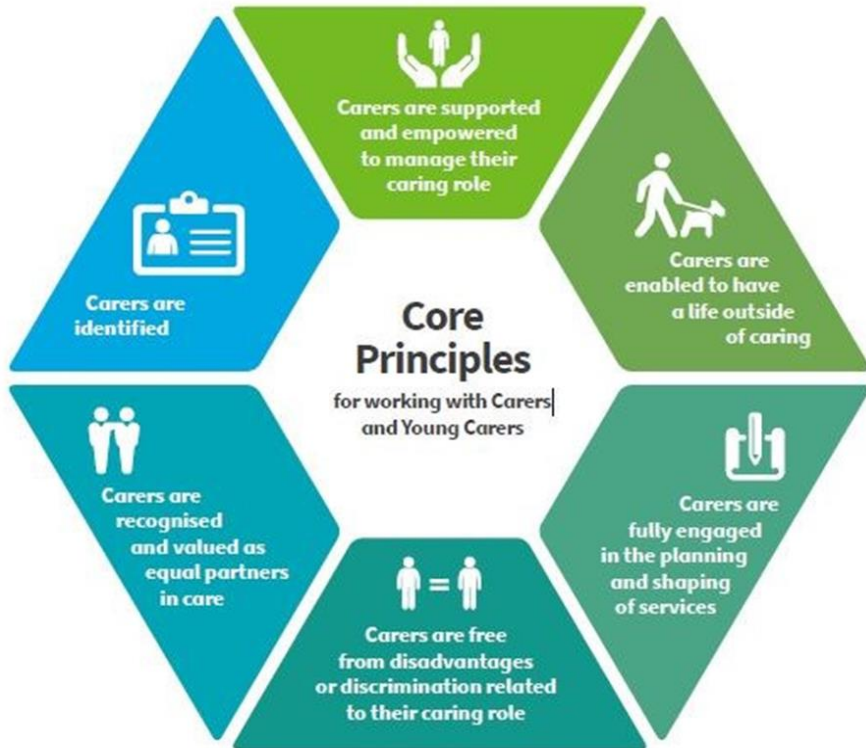 Core
Principles
for working with Carers
and Young Carers
Carers are supported
and empowered
to manage their
caring role
Carers are
enabled to have
a life outside
of caring
Carers are
fully engaged
in the planning
and shaping
of services
Carers are free
from disadvantages
or discrimination related
to their caring role
Carers are
recognised
and valued as
equal partners
in care
Carers are
identified